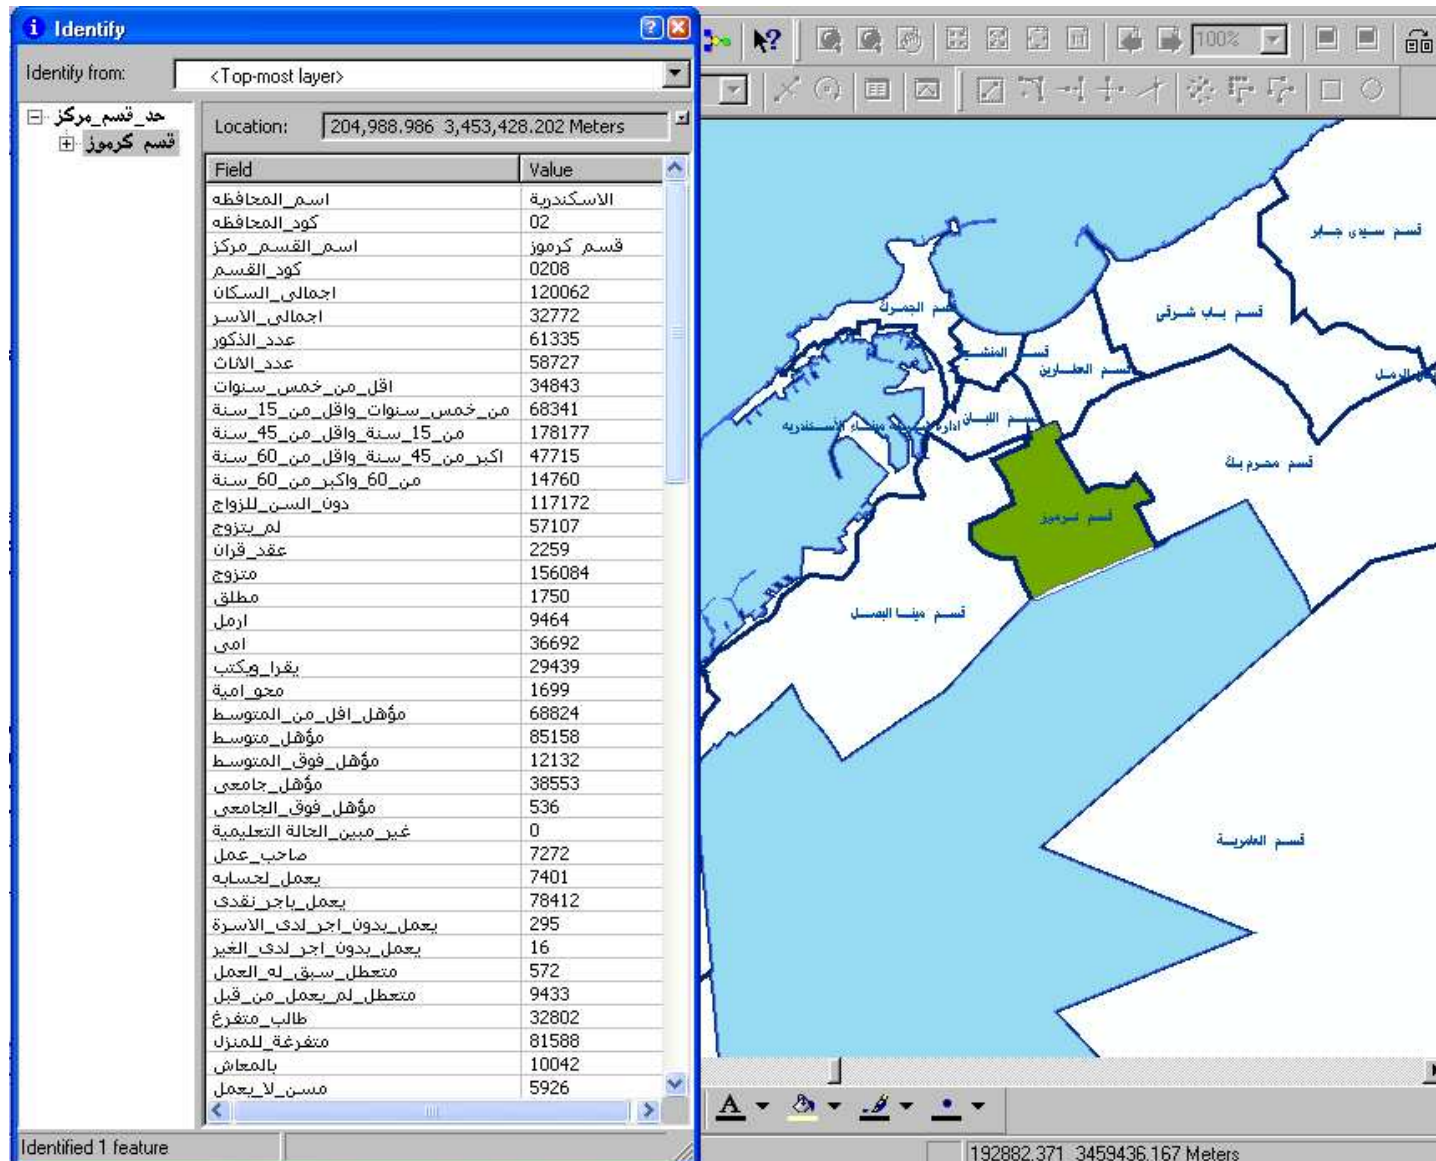 Identify
Identify from: <Top-most layer>
حد_قسم_مركز
قسم كرموز
Location: 204,988.986 3,453,428.202 Meters
Field Value
اسم_المحافظه الاسكندرية
كود_المحافظه 02
اسم_القسم_مركز قسم كرموز
كود_القسم 0208
اجمالى_السكان 120062
اجمالى_الاسر 32772
عدد_الذكور 61335
عدد_الاناث 58727
اقل_من_خمس_سنوات 34843
من_خمس_سنوات_واقل_من_15_سنة 68341
من_15_سنة_واقل_من_45_سنة 178177
اكبر_من_45_سنة_واقل_من_60_سنة 47715
من_60_واكبر_من_60_سنة 14760
دون_السن_للزواج 117172
لم_يتزوج 57107
عقد_قران 2259
متزوج 156084
مطلق 1750
ارمل 9464
امى 36692
يقرا_ويكتب 29439
محو_امية 1699
مؤهل_اقل_من_المتوسط 68824
مؤهل_متوسط 85158
مؤهل_فوق_المتوسط 12132
مؤهل_جامعى 38553
مؤهل_فوق_الجامعى 536
غير_مبين_الحالة التعليمية 0
صاحب_عمل 7272
يعمل_لحسابه 7401
يعمل_باجر_نقدى 78412
يعمل_بدون_اجر_لدى_الاسرة 295
يعمل_بدون_اجر_لدى_الغير 16
متعطل_سبق_له_العمل 572
متعطل_لم_يعمل_من_قبل 9433
طالب_متفرغ 32802
متفرغة_للمنزل 81588
بالمعاش 10042
مسن_لا_يعمل 5926
Identified 1 feature
100%
قسم سيدى جابر
قسم الجمرك
قسم باب شرقى
قسم المنشية
قسم العطارين
الرمل
قسم اللبان
ميناء الأسكندريه
قسم محرم بك
قسم كرموز
قسم مينا البصل
قسم العامرية
A
192882.371 3459436.167 Meters